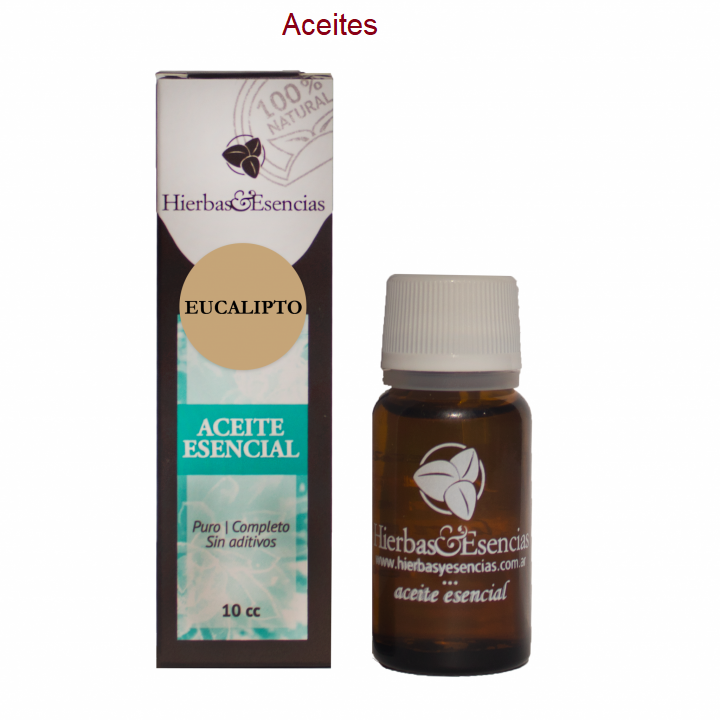 Aceites
100%
NATURAL
Hierbas&Esencias
EUCALIPTO
ACEITE
ESENCIAL
Puro | Completo
Sin aditivos
10 cc
Hierbas&Esencias
www.hierbasyesencias.com.ar
aceite esencial